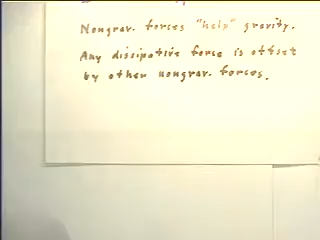 Nongrav. forces "help" gravity.
Any dissipative force is offset
by other nongrav. forces.